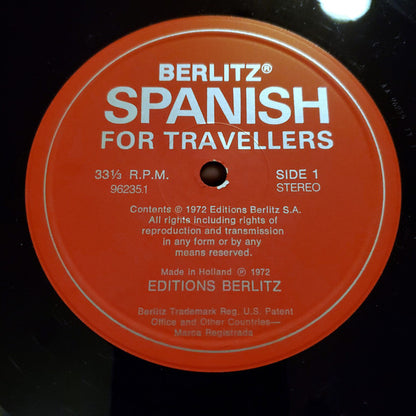 BERLITZ®
SPANISH
FOR TRAVELLERS
33⅓ R.P.M. SIDE 1
96235.1 STEREO
Contents © 1972 Editions Berlitz S.A.
All rights including rights of
reproduction and transmission
in any form or by any
means reserved.
Made in Holland ℗ 1972
EDITIONS BERLITZ
Berlitz Trademark Reg. U.S. Patent
Office and Other Countries—
Marca Registrada